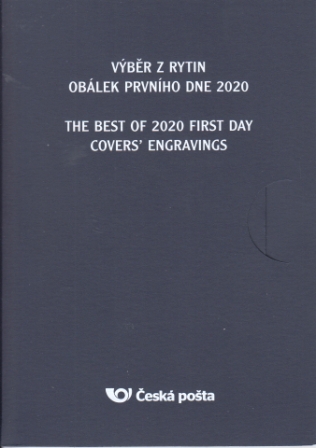 VÝBĚR Z RYTIN
OBÁLEK PRVNÍHO DNE 2020
THE BEST OF 2020 FIRST DAY
COVERS’ ENGRAVINGS
Česká pošta